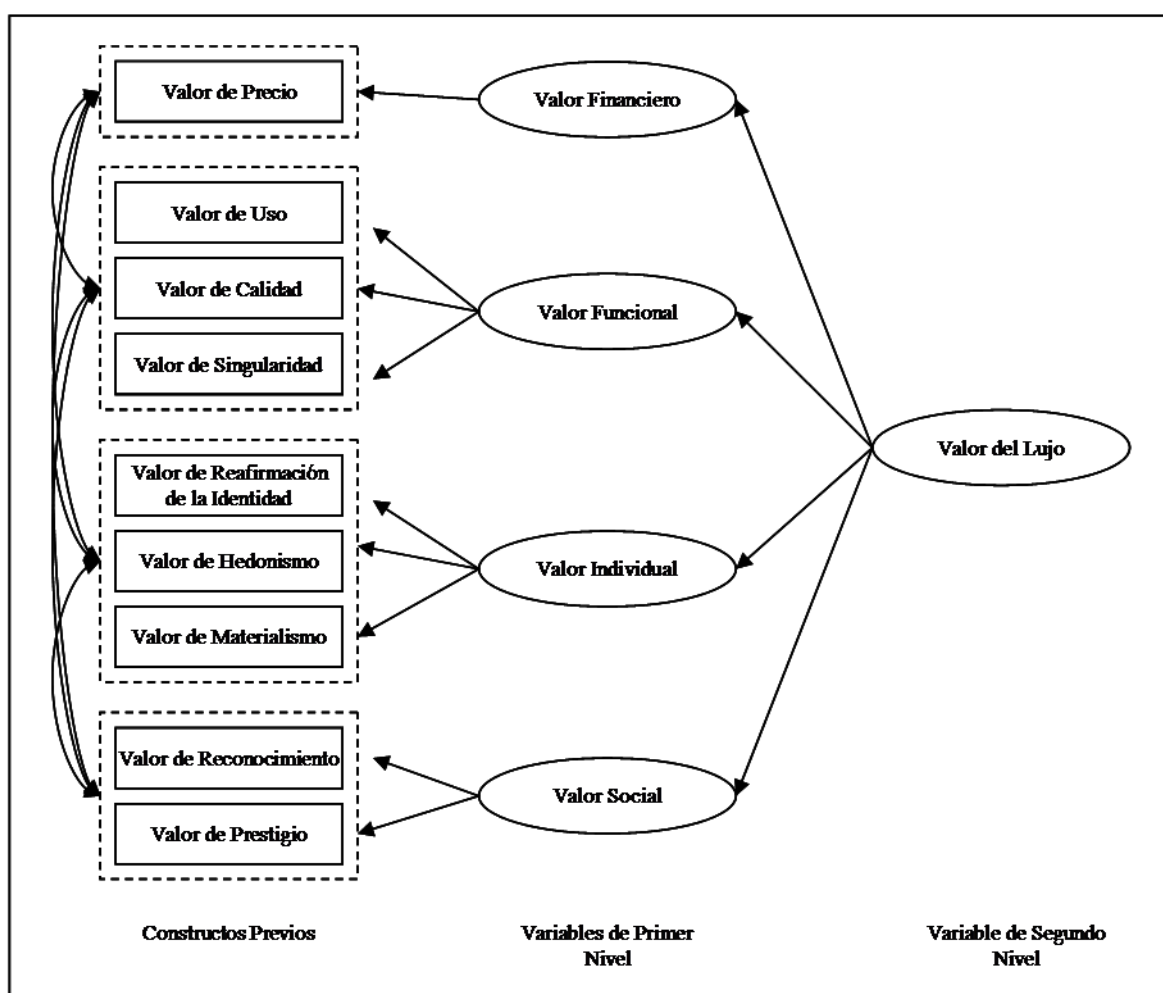 Valor de Precio
Valor Financiero
Valor de Uso
Valor de Calidad
Valor de Singularidad
Valor Funcional
Valor del Lujo
Valor de Reafirmación
de la Identidad
Valor de Hedonismo
Valor de Materialismo
Valor Individual
Valor de Reconocimiento
Valor de Prestigio
Valor Social
Constructos Previos
Variables de Primer
Nivel
Variable de Segundo
Nivel